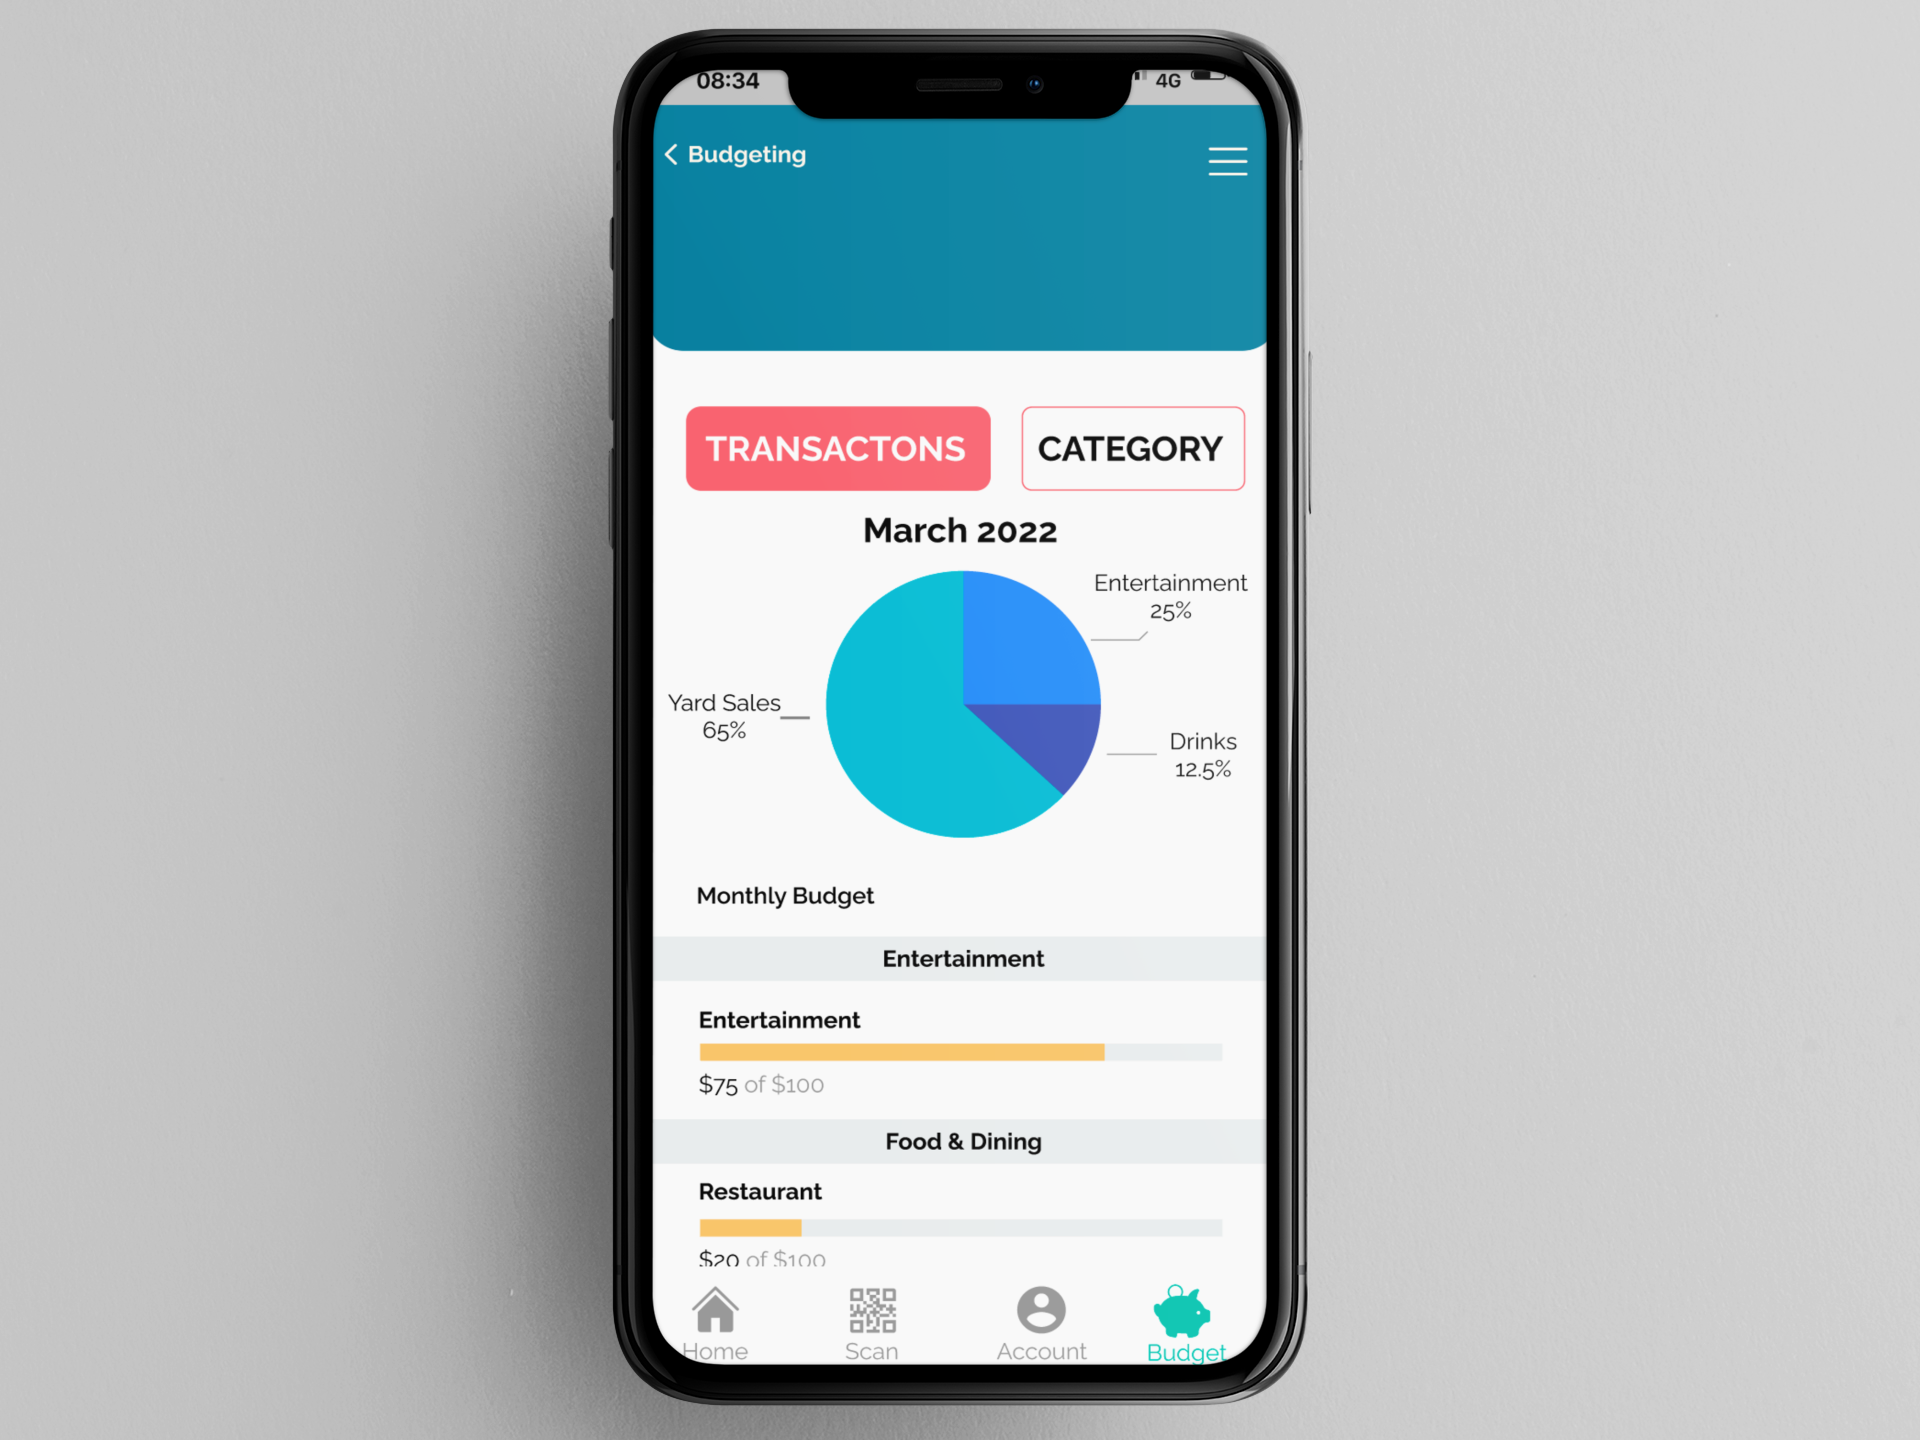 08:34
4G
Budgeting
TRANSACTONS
CATEGORY
March 2022
Entertainment
25%
Yard Sales
65%
Drinks
12.5%
Monthly Budget
Entertainment
Entertainment
$75 of $100
Food & Dining
Restaurant
$20 of $100
Home
Scan
Account
Budget